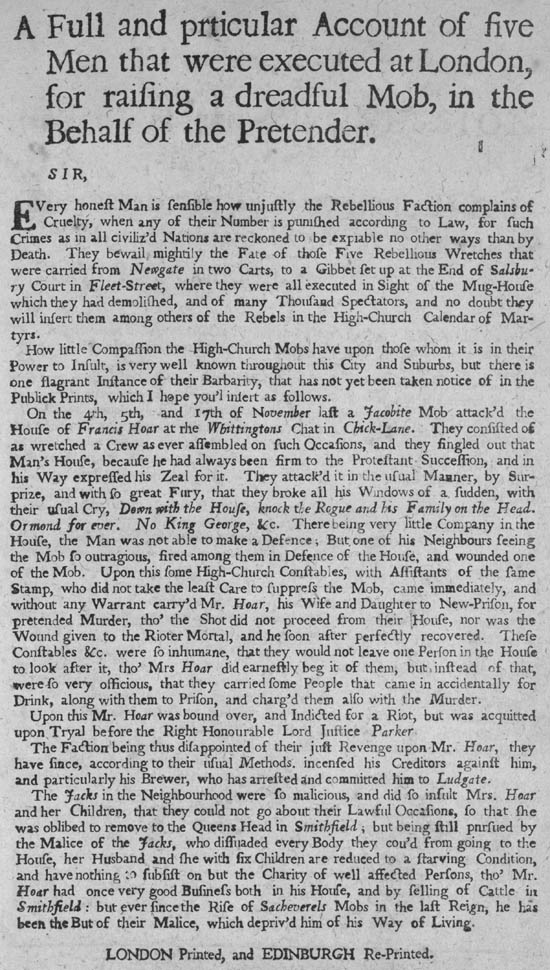 A Full and prticular Account of five
Men that were executed at London,
for raiſing a dreadful Mob, in the
Behalf of the Pretender.
SIR,
EVery honeſt Man is ſenſible how unjuſtly the Rebellious Faction complains of
Cruelty, when any of their Number is puniſhed according to Law, for ſuch
Crimes as in all civiliz'd Nations are reckoned to be expiable no other ways than by
Death. They bewail mightily the Fate of thoſe Five Rebellious Wretches that
were carried from Newgate in two Carts, to a Gibbet ſet up at the End of Salsbu-
ry Court in Fleet-Street, where they were all executed in Sight of the Mug-Houſe
which they had demoliſhed, and of many Thouſand Spectators, and no doubt they
will inſert them among others of the Rebels in the High-Church Calendar of Mar-
tyrs.
How little Compaſſion the High-Church Mobs have upon thoſe whom it is in their
Power to Inſult, is very well known throughout this City and Suburbs, but there is
one flagrant Inſtance of their Barbarity, that has not yet been taken notice of in the
Publick Prints, which I hope you'l inſert as follows.
On the 4th, 5th, and 17th of November laſt a Jacobite Mob attack'd the
Houſe of Francis Hoar at rhe Whittingtons Chat in Chick-Lane. They conſiſted of
as wretched a Crew as ever aſſembled on ſuch Occaſions, and they ſingled out that
Man's Houſe, becauſe he had always been firm to the Proteſtant Succeſſion, and in
his Way expreſſed his Zeal for it. They attack'd it in the uſual Manner, by Sur-
prize, and with ſo great Fury, that they broke all his Windows of a ſudden, with
their uſual Cry, Down with the Houſe, knock the Rogue and his Family on the Head.
Ormond for ever. No King George, &c. There being very little Company in the
Houſe, the Man was not able to make a Defence; But one of his Neighbours ſeeing
the Mob ſo outragious, fired among them in Defence of the Houſe, and wounded one
of the Mob. Upon this ſome High-Church Conſtables, with Aſſiſtants of the ſame
Stamp, who did not take the leaſt Care to ſuppreſs the Mob, came immediately, and
without any Warrant carry'd Mr. Hoar, his Wife and Daughter to New-Priſon, for
pretended Murder, tho' the Shot did not proceed from their Houſe, nor was the
Wound given to the Rioter Mortal, and he ſoon after perfectly recovered. Theſe
Conſtables &c. were ſo inhumane, that they would not leave one Perſon in the Houſe
to look after it, tho' Mrs Hoar did earneſtly beg it of them, but inſtead of that,
were ſo very officious, that they carried ſome People that came in accidentally for
Drink, along with them to Priſon, and charg'd them alſo with the Murder.
Upon this Mr. Hoar was bound over, and Indicted for a Riot, but was acquitted
upon Tryal before the Right Honourable Lord Juſtice Parker
The Faction being thus diſappointed of their juſt Revenge upon Mr. Hoar, they
have ſince, according to their uſual Methods. incenſed his Creditors againſt him,
and particularly his Brewer, who has arreſted and committed him to Ludgate.
The Jacks in the Neighbourhood were ſo malicious, and did ſo inſult Mrs. Hoar
and her Children, that they could not go about their Lawful Occaſions, ſo that ſhe
was oblibed to remove to the Queens Head in Smithfield; but being ſtill purſued by
the Malice of the Jacks, who diſſuaded every Body they cou'd from going to the
Houſe, her Husband and ſhe with ſix Children are reduced to a ſtarving Condition,
and have nothing to ſubſiſt on but the Charity of well affected Perſons, tho' Mr.
Hoar had once very good Buſineſs both in his Houſe, and by ſelling of Cattle in
Smithfield: but ever ſince the Riſe of Sacheverels Mobs in the laſt Reign, he has
been the But of their Malice, which depriv'd him of his Way of Living.
LONDON Printed, and EDINBURGH Re-Printed.